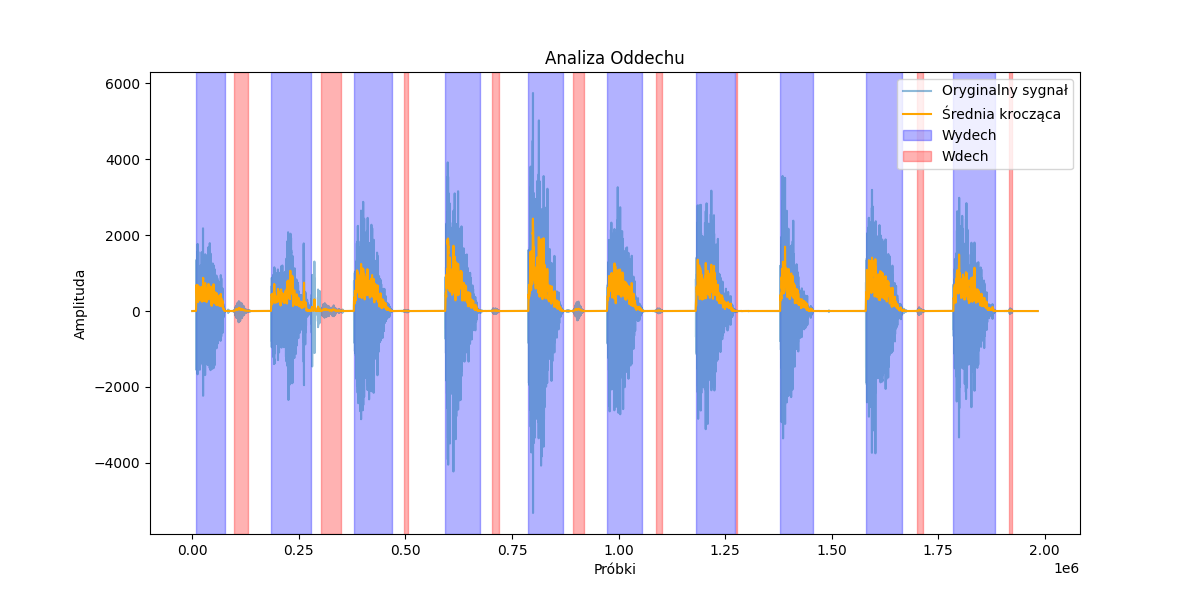 Analiza Oddechu
Amplituda
6000
4000
2000
0
−2000
−4000
Oryginalny sygnał
Średnia krocząca
Wydech
Wdech
0.00 0.25 0.50 0.75 1.00 1.25 1.50 1.75 2.00
1e6
Próbki